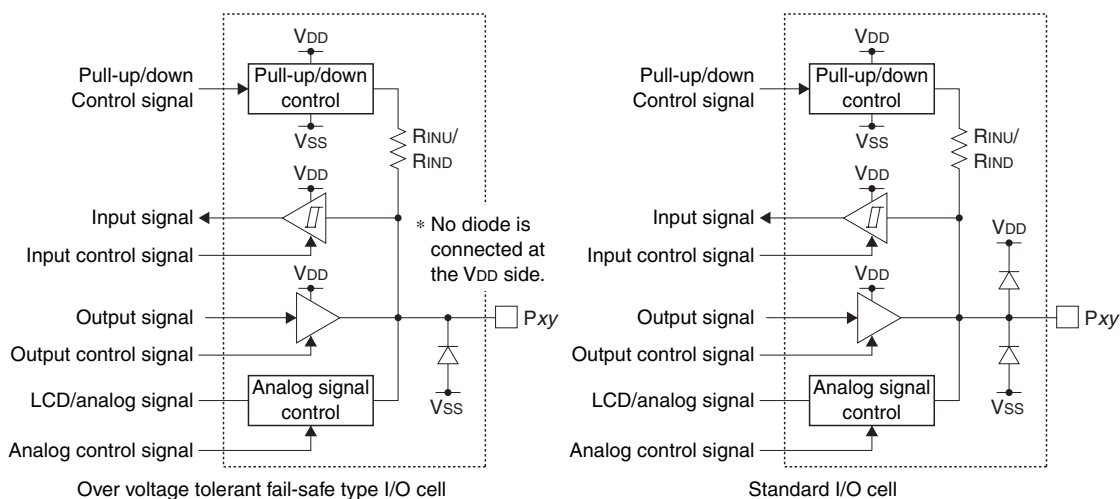 VDD
Pull-up/down
Control signal
Pull-up/down
control
VSS
RINU/
RIND
VDD
Input signal
Input control signal
* No diode is
connected at
the VDD side.
VDD
Output signal
Pxy
Output control signal
LCD/analog signal
Analog signal
control
VSS
Analog control signal
Over voltage tolerant fail-safe type I/O cell
VDD
Pull-up/down
Control signal
Pull-up/down
control
VSS
RINU/
RIND
VDD
Input signal
Input control signal
VDD
VDD
Output signal
Pxy
Output control signal
LCD/analog signal
Analog signal
control
VSS
Analog control signal
Standard I/O cell